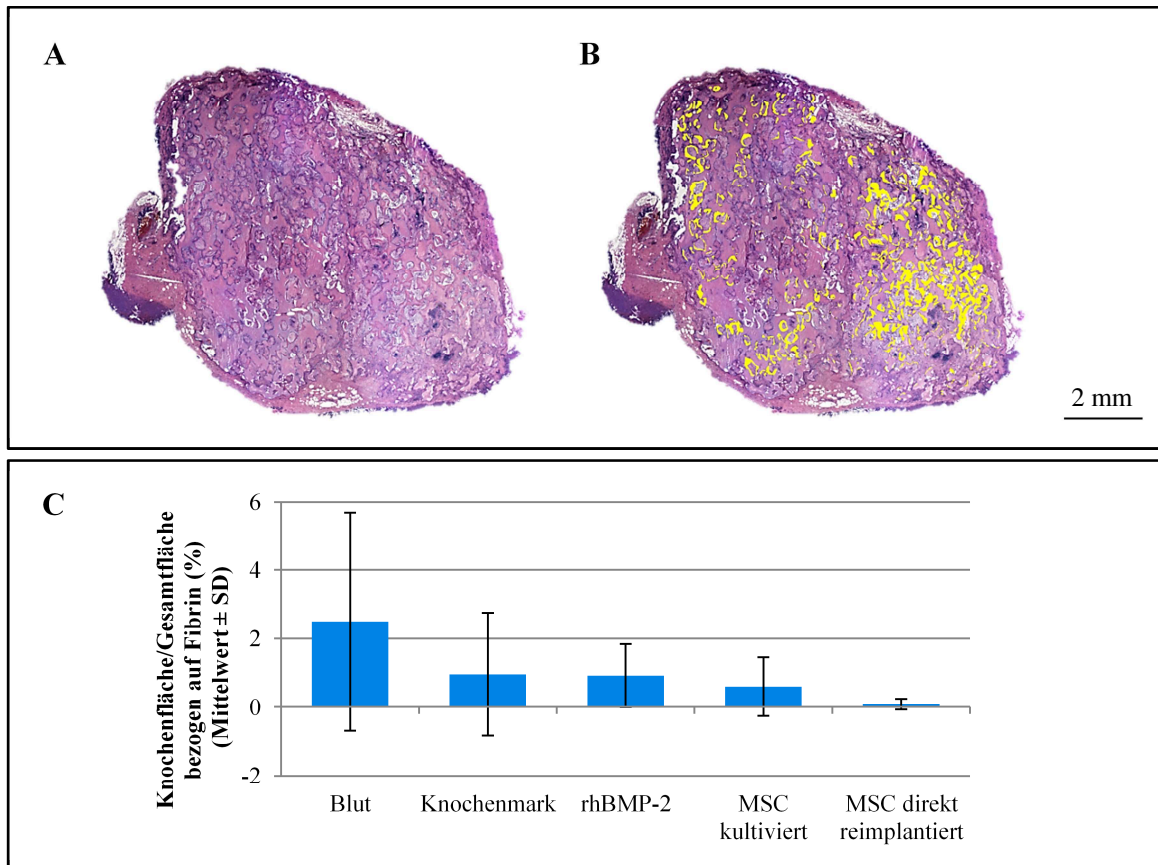 A
B
2 mm
C
Knochenfläche/Gesamtfläche
bezogen auf Fibrin (%)
(Mittelwert ± SD)
6
4
2
0
-2
Blut
Knochenmark
rhBMP-2
MSC
kultiviert
MSC direkt
reimplantiert